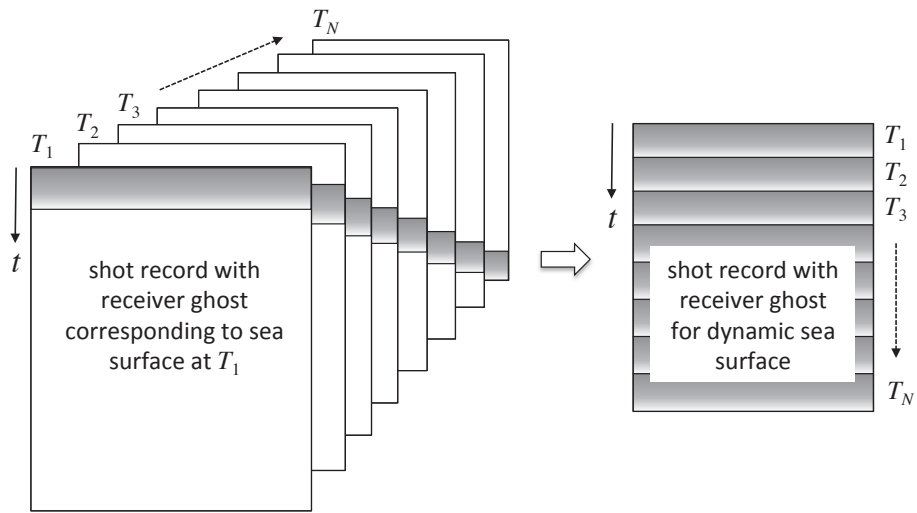 T_N
T_3
T_2
T_1
t
shot record with
receiver ghost
corresponding to sea
surface at T_1
t
T_1
T_2
T_3
shot record with
receiver ghost
for dynamic sea
surface
T_N